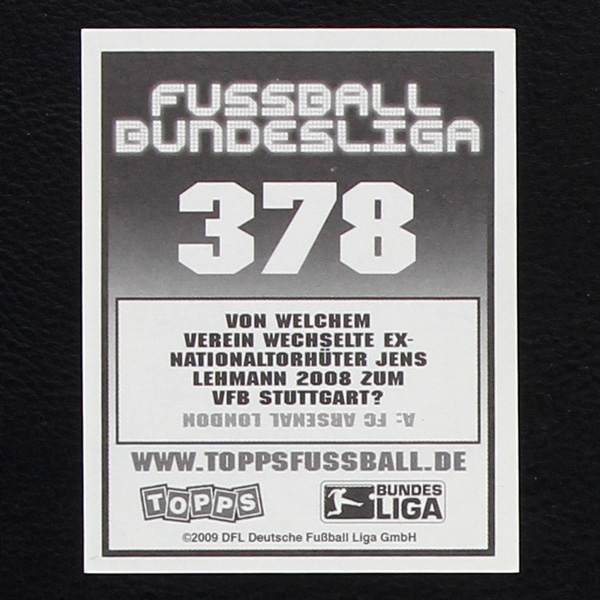 FUSSBALL
BUNDESLIGA
378
VON WELCHEM
VEREIN WECHSELTE EX-
NATIONALTORHÜTER JENS
LEHMANN 2008 ZUM
VFB STUTTGART?
A: FC ARSENAL LONDON
WWW.TOPPSFUSSBALL.DE
TOPPS
BUNDES
LIGA
©2009 DFL Deutsche Fußball Liga GmbH